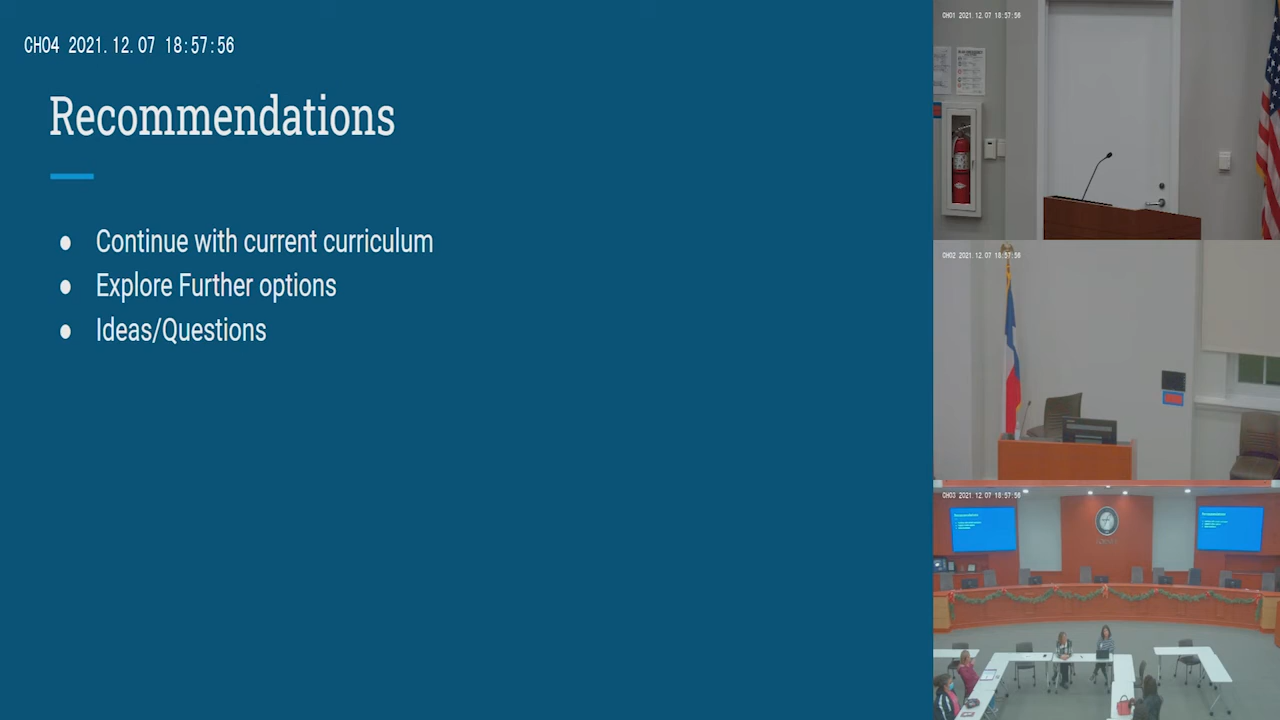 CH04 2021.12.07 18:57:56
Recommendations
● Continue with current curriculum
● Explore Further options
● Ideas/Questions
CH01 2021.12.07 18:57:56
CH02 2021.12.07 18:57:56
CH03 2021.12.07 18:57:56
Recommendations